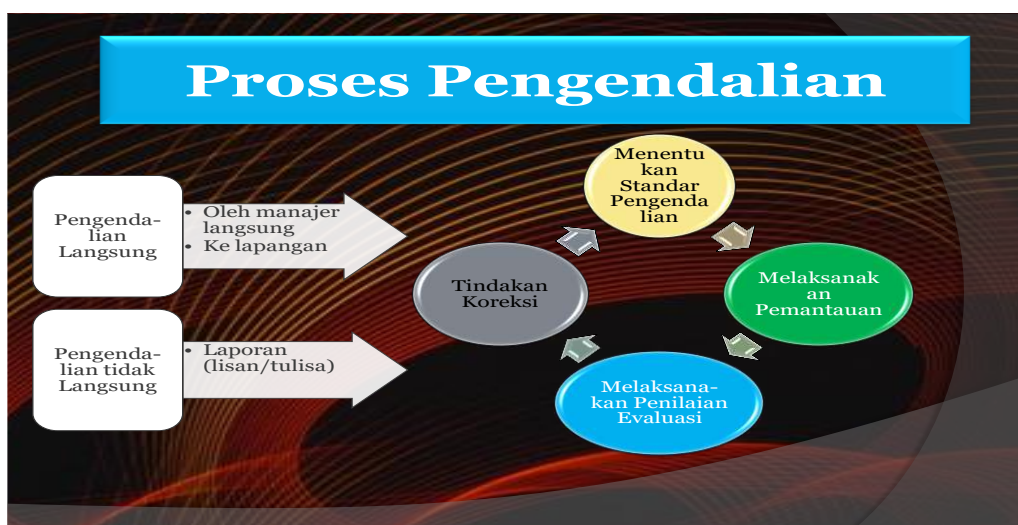 Proses Pengendalian
Pengenda-
lian
Langsung
• Oleh manajer
langsung
• Ke lapangan
Pengenda-
lian tidak
Langsung
• Laporan
(lisan/tulisa)
Menentu
kan
Standar
Pengenda
lian
Melaksanak
an
Pemantauan
Melaksana-
kan Penilaian
Evaluasi
Tindakan
Koreksi